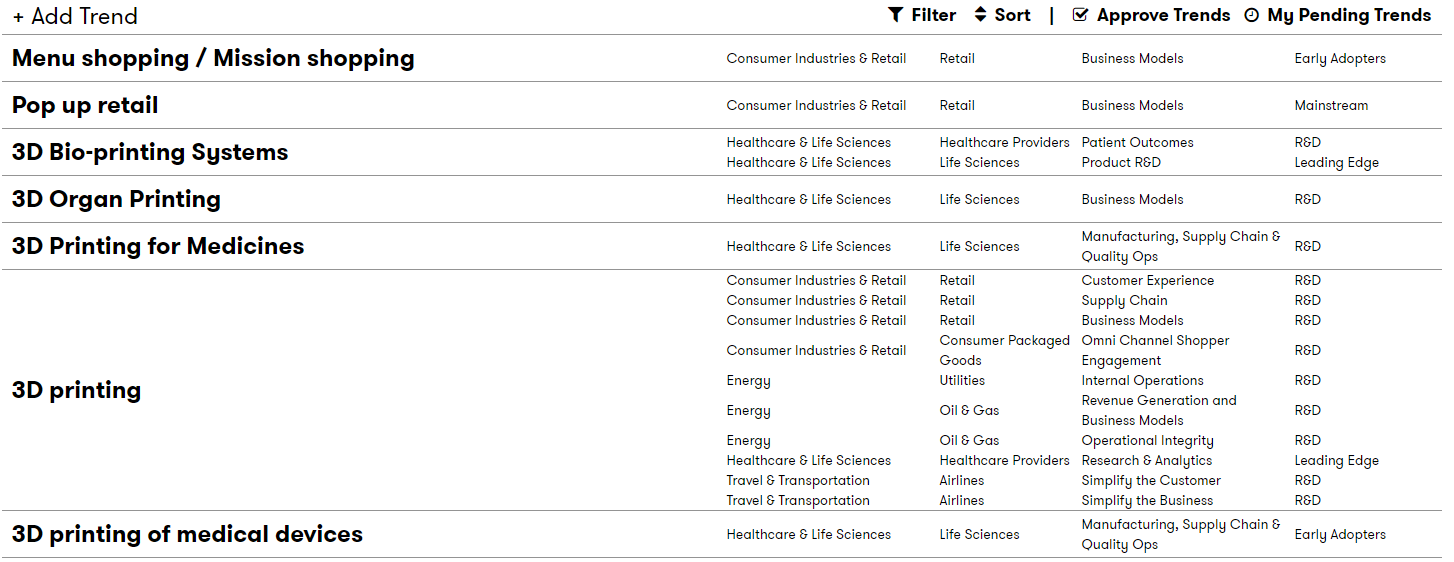 + Add Trend Filter Sort | Approve Trends My Pending Trends
Menu shopping / Mission shopping Consumer Industries & Retail Retail Business Models Early Adopters
Pop up retail Consumer Industries & Retail Retail Business Models Mainstream
3D Bio-printing Systems
Healthcare & Life Sciences Healthcare Providers Patient Outcomes R&D
Healthcare & Life Sciences Life Sciences Product R&D Leading Edge
3D Organ Printing Healthcare & Life Sciences Life Sciences Business Models R&D
3D Printing for Medicines Healthcare & Life Sciences Life Sciences Manufacturing, Supply Chain & R&D
Quality Ops
3D printing
Consumer Industries & Retail Retail Customer Experience R&D
Consumer Industries & Retail Retail Supply Chain R&D
Consumer Industries & Retail Retail Business Models R&D
Consumer Industries & Retail Consumer Packaged Omni Channel Shopper R&D
Goods Engagement
Energy Utilities Internal Operations R&D
Energy Oil & Gas Revenue Generation and R&D
Business Models
Energy Oil & Gas Operational Integrity R&D
Healthcare & Life Sciences Healthcare Providers Research & Analytics Leading Edge
Travel & Transportation Airlines Simplify the Customer R&D
Travel & Transportation Airlines Simplify the Business R&D
3D printing of medical devices Healthcare & Life Sciences Life Sciences Manufacturing, Supply Chain & Early Adopters
Quality Ops